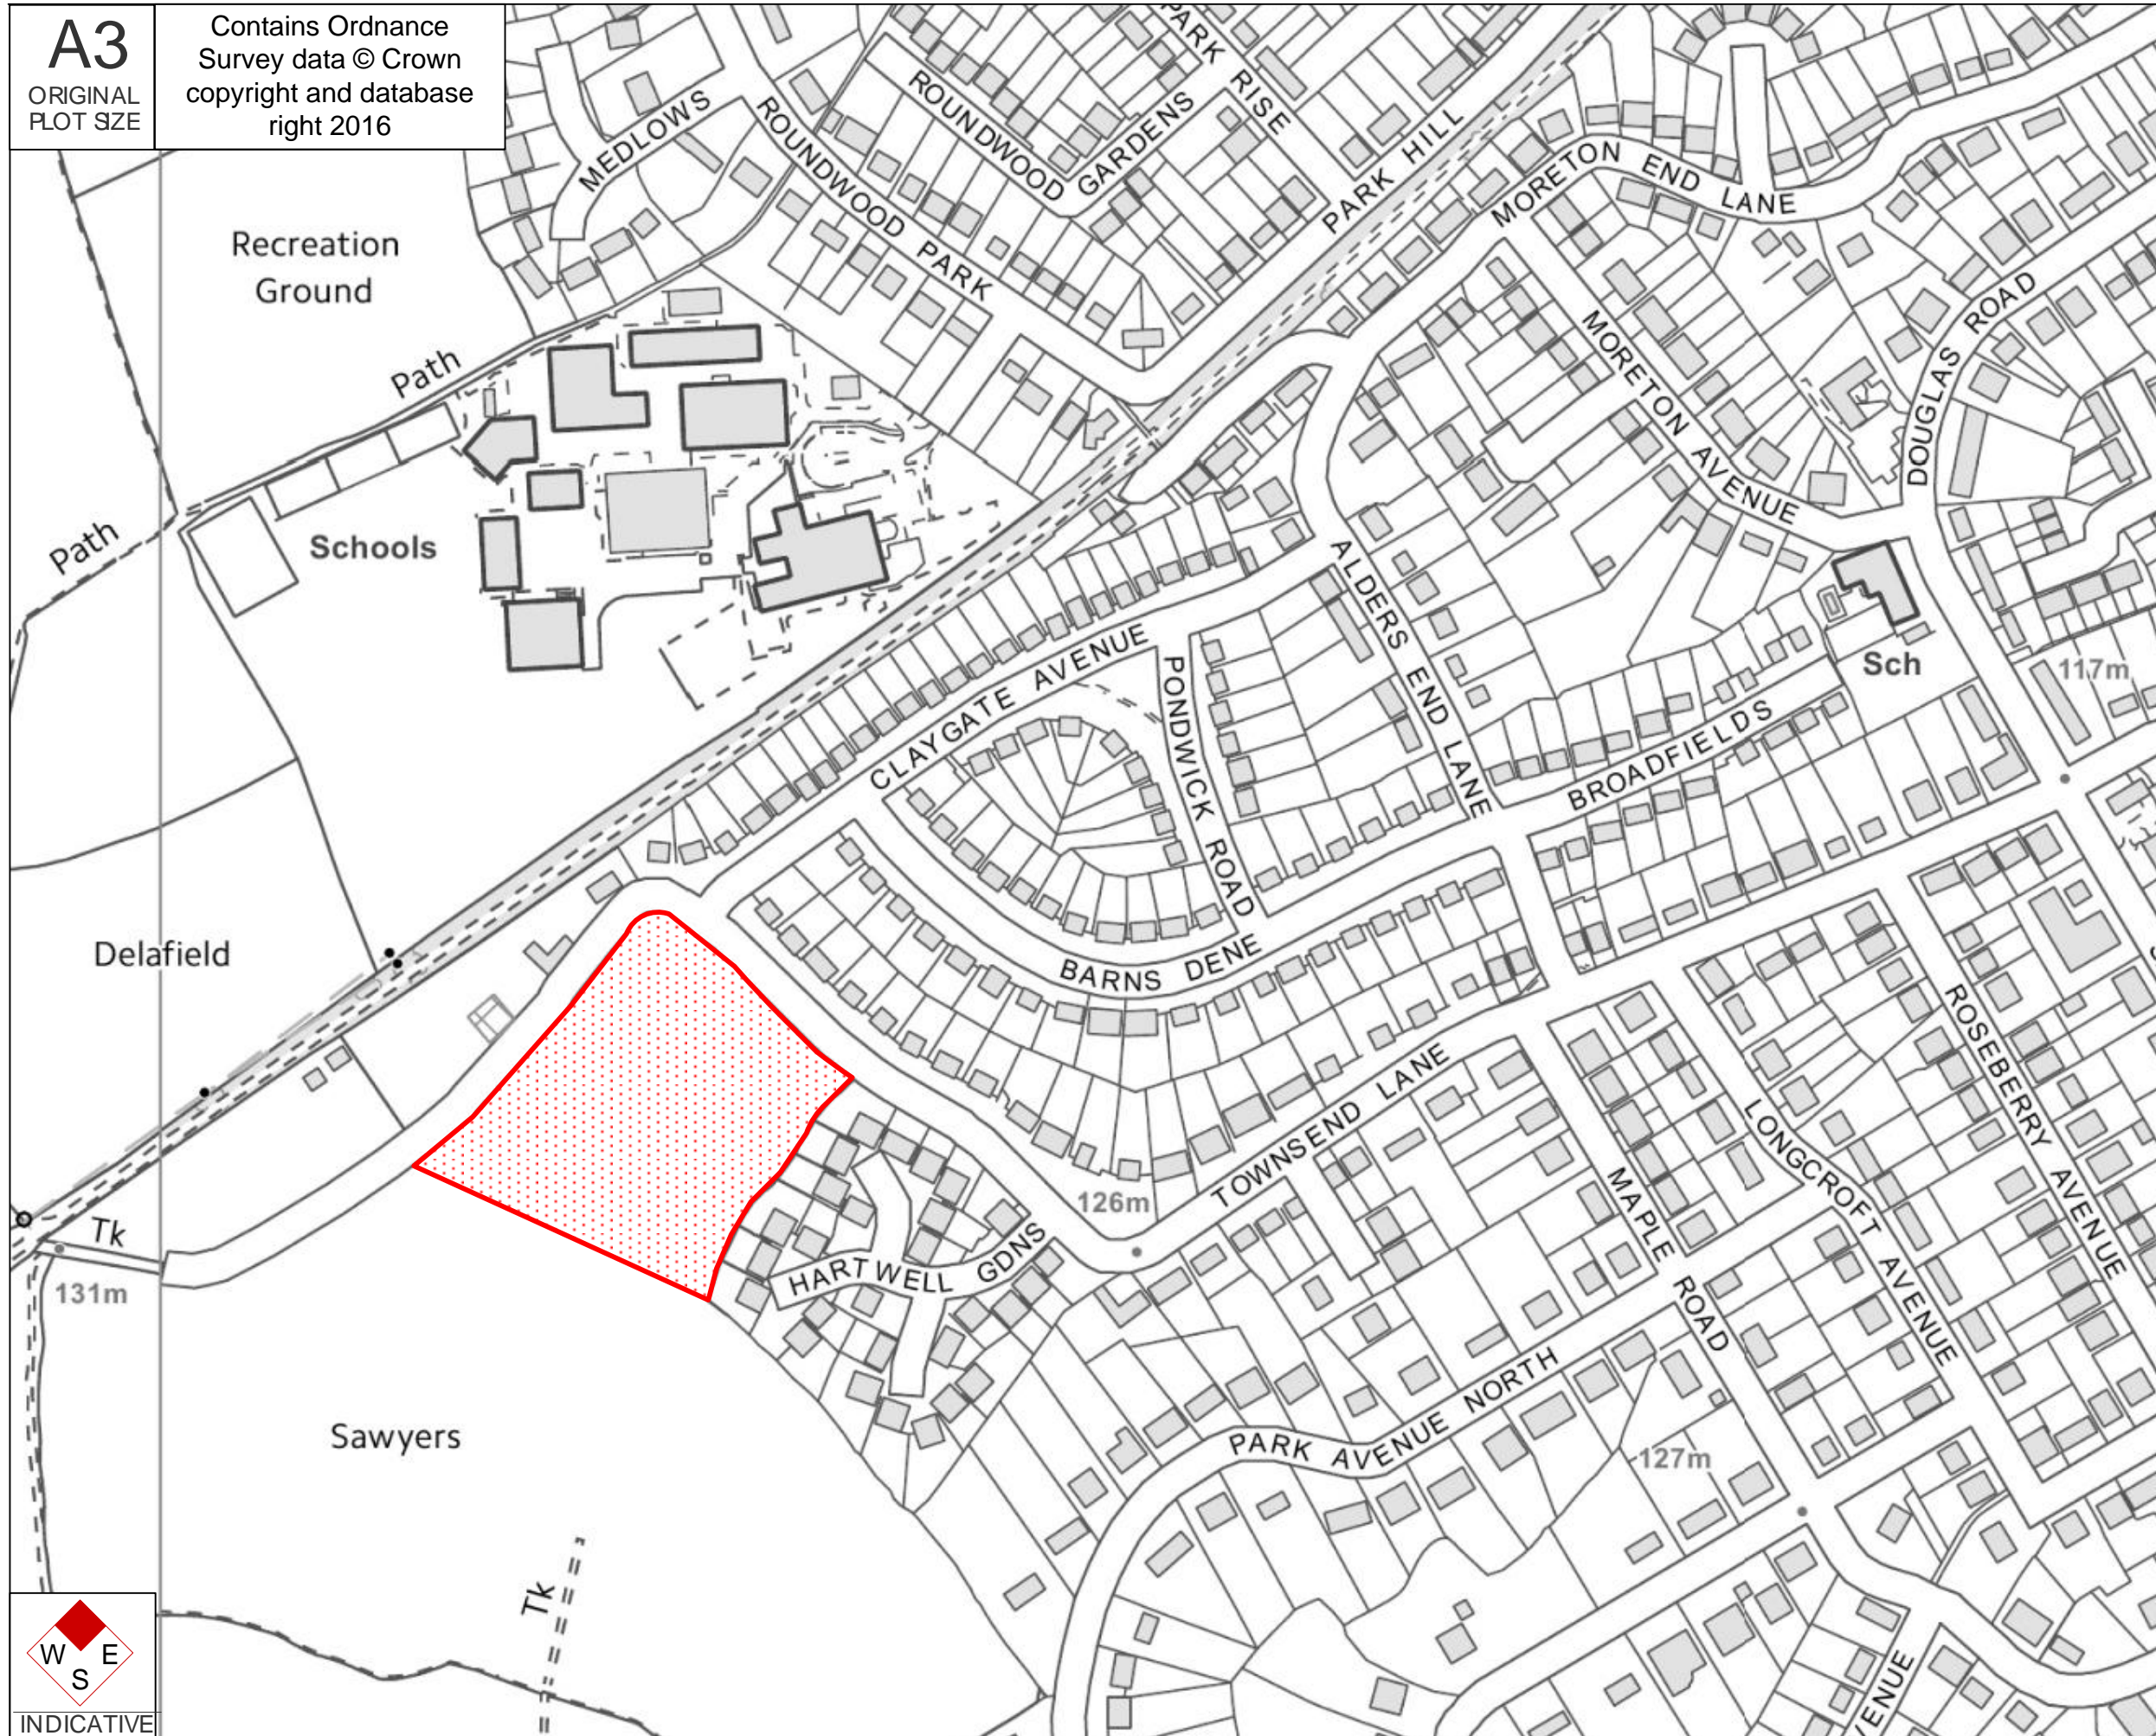 A3
ORIGINAL
PLOT SIZE
Contains Ordnance
Survey data © Crown
copyright and database
right 2016
PARK RISE
MEDLOWS
ROUNDWOOD GARDENS
ROUNDWOOD PARK
PARK HILL
MORETON END LANE
Recreation
Ground
Path
Path
Schools
MORETON AVENUE
DOUGLAS ROAD
ALDERS END LANE
Sch
117m
CLAYGATE AVENUE
PONDWICK ROAD
BROADFIELDS
BARNS DENE
Delafield
TOWNSEND LANE
ROSEBERRY AVENUE
LONGCROFT AVENUE
MAPLE ROAD
126m
Tk
131m
HARTWELL GDNS
Sawyers
PARK AVENUE NORTH
127m
Tk
W E
S
INDICATIVE
VENUE